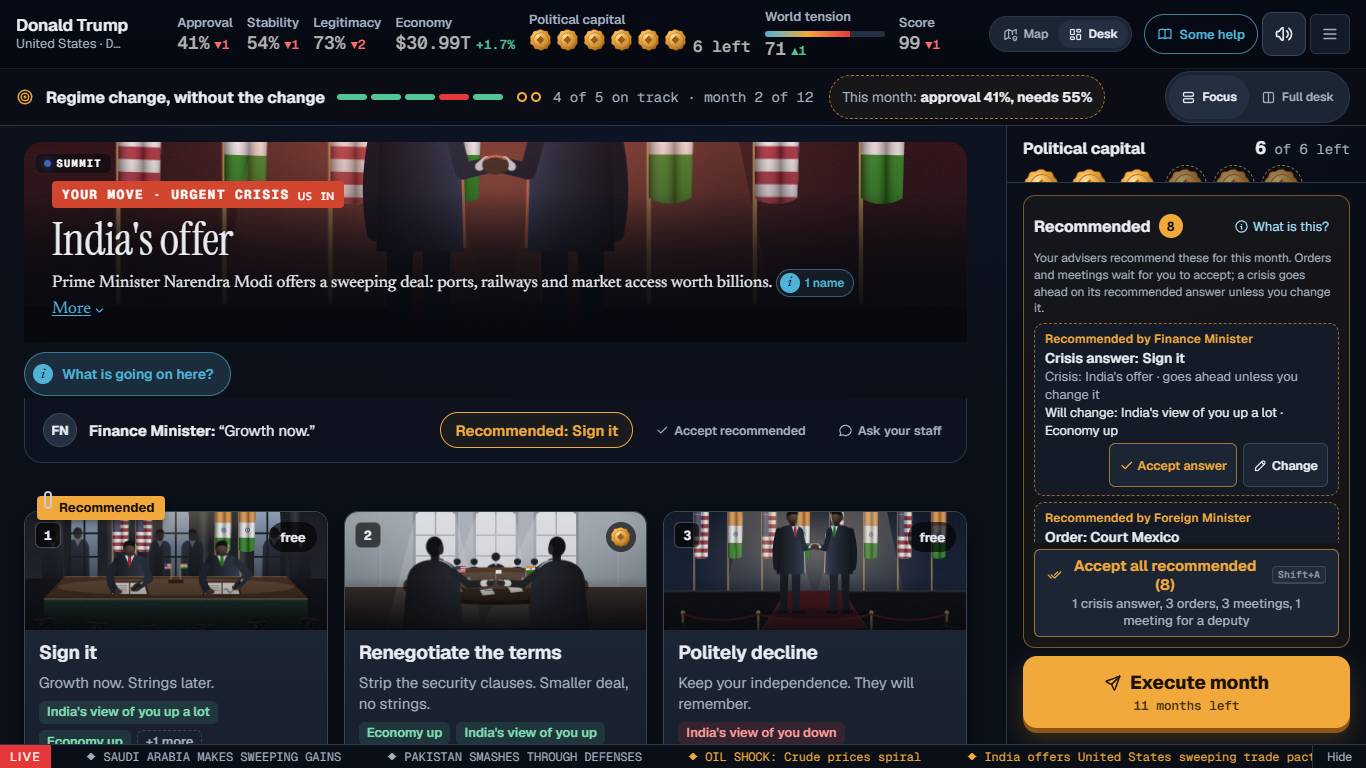 Donald Trump
United States · D...
Approval
41% ▾1
Stability
54% ▾1
Legitimacy
73% ▾2
Economy
$30.99T +1.7%
Political capital
6 left
World tension
71 ▴1
Score
99 ▾1
Map
Desk
Some help
Regime change, without the change
4 of 5 on track · month 2 of 12
This month: approval 41%, needs 55%
Focus
Full desk
SUMMIT
YOUR MOVE · URGENT CRISIS US IN
India's offer
Prime Minister Narendra Modi offers a sweeping deal: ports, railways and market access worth billions.
i 1 name
More
i What is going on here?
FN
Finance Minister: “Growth now.”
Recommended: Sign it
Accept recommended
Ask your staff
Recommended
1
free
Sign it
Growth now. Strings later.
India's view of you up a lot
Economy up
+1 more
2
Renegotiate the terms
Strip the security clauses. Smaller deal,
no strings.
Economy up
India's view of you up
3
free
Politely decline
Keep your independence. They will
remember.
India's view of you down
Political capital
6 of 6 left
Recommended 8
What is this?
Your advisers recommend these for this month. Orders
and meetings wait for you to accept; a crisis goes
ahead on its recommended answer unless you change
it.
Recommended by Finance Minister
Crisis answer: Sign it
Crisis: India's offer · goes ahead unless you
change it
Will change: India's view of you up a lot ·
Economy up
Accept answer
Change
Recommended by Foreign Minister
Order: Court Mexico
Accept all recommended
(8)
Shift+A
1 crisis answer, 3 orders, 3 meetings, 1
meeting for a deputy
Execute month
11 months left
LIVE
◆ SAUDI ARABIA MAKES SWEEPING GAINS
◆ PAKISTAN SMASHES THROUGH DEFENSES
◆ OIL SHOCK: Crude prices spiral
◆ India offers United States sweeping trade pact
Hide